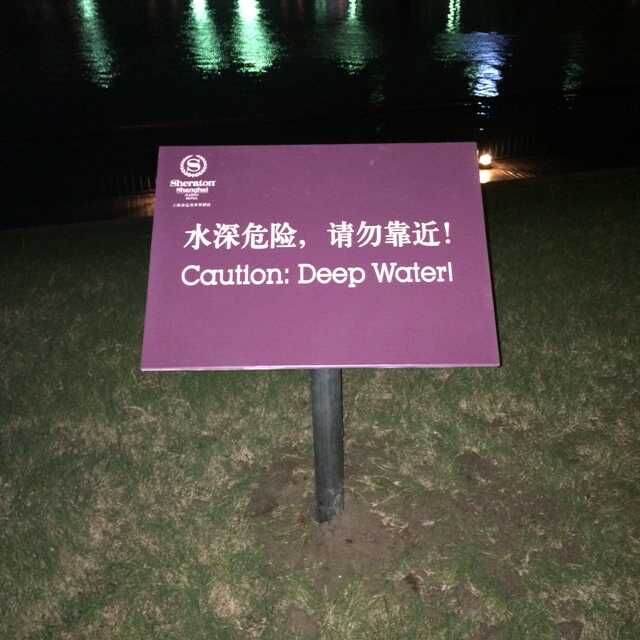 S
Sheraton
Shanghai
水深危险，请勿靠近！
Caution: Deep Water!